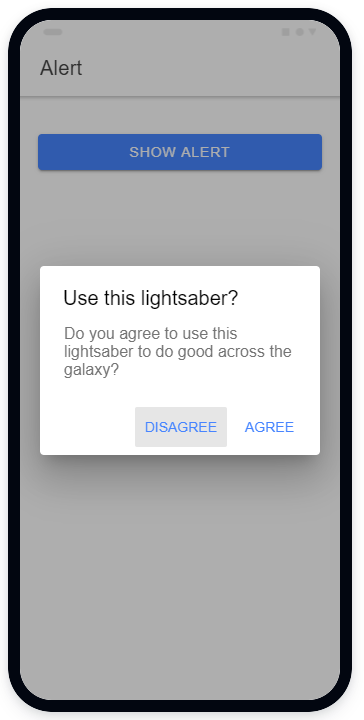 Alert
SHOW ALERT
Use this lightsaber?
Do you agree to use this
lightsaber to do good across the
galaxy?
DISAGREE AGREE